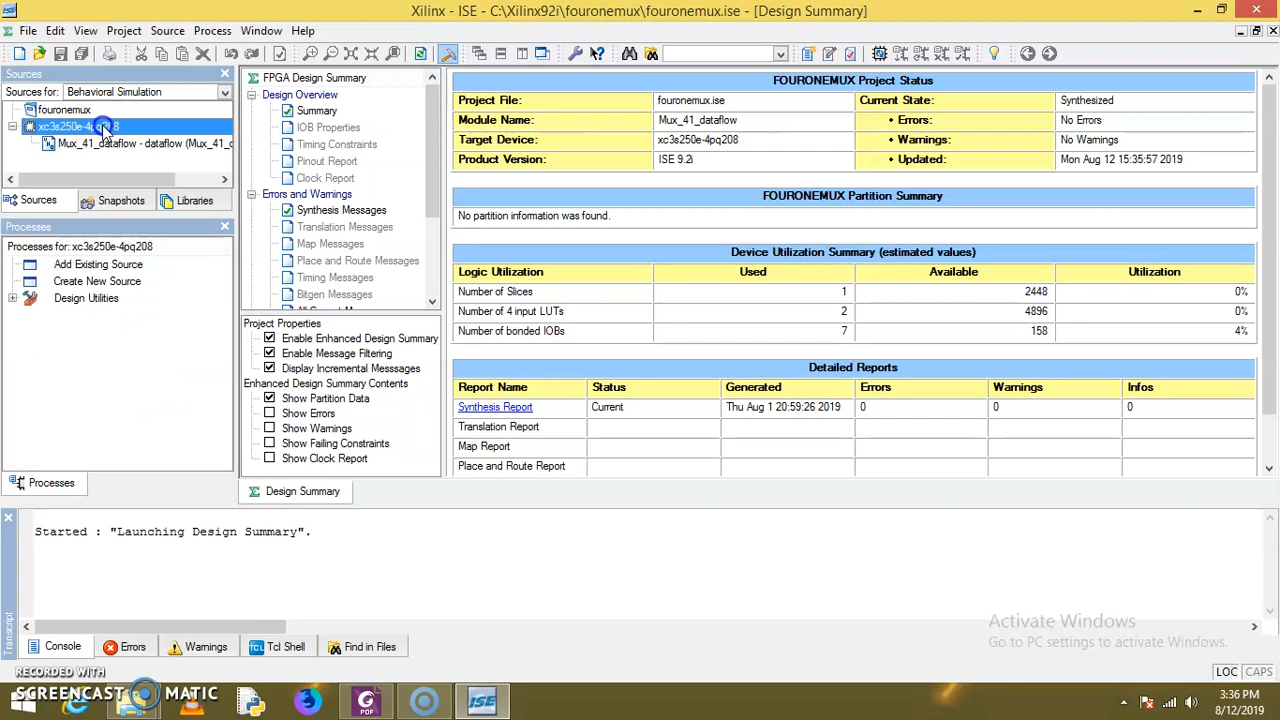 Xilinx - ISE - C:\Xilinx92i\fouronemux\fouronemux.ise - [Design Summary]
File Edit View Project Source Process Window Help
Sources
Sources for: Behavioral Simulation
fouronemux
xc3s250e-4pq208
Mux_41_dataflow - dataflow (Mux_41_c
Sources Snapshots Libraries
Processes
Processes for: xc3s250e-4pq208
Add Existing Source
Create New Source
Design Utilities
Processes
FPGA Design Summary
Design Overview
Summary
IOB Properties
Timing Constraints
Pinout Report
Clock Report
Errors and Warnings
Synthesis Messages
Translation Messages
Map Messages
Place and Route Messages
Timing Messages
Bitgen Messages
Project Properties
Enable Enhanced Design Summary
Enable Message Filtering
Display Incremental Messages
Enhanced Design Summary Contents
Show Partition Data
Show Errors
Show Warnings
Show Failing Constraints
Show Clock Report
Design Summary
FOURONEMUX Project Status
Project File: fouronemux.ise Current State: Synthesized
Module Name: Mux_41_dataflow • Errors: No Errors
Target Device: xc3s250e-4pq208 • Warnings: No Warnings
Product Version: ISE 9.2i • Updated: Mon Aug 12 15:35:57 2019
FOURONEMUX Partition Summary
No partition information was found.
Device Utilization Summary (estimated values)
Logic Utilization Used Available Utilization
Number of Slices 1 2448 0%
Number of 4 input LUTs 2 4896 0%
Number of bonded IOBs 7 158 4%
Detailed Reports
Report Name Status Generated Errors Warnings Infos
Synthesis Report Current Thu Aug 1 20:59:26 2019 0 0 0
Translation Report
Map Report
Place and Route Report
Started : "Launching Design Summary".
Transcript
Console Errors Warnings TCL Tcl Shell Find in Files
Activate Windows
Go to PC settings to activate Windows.
LOC CAPS
RECORDED WITH
SCREENCAST MATIC
PDF
ISE
3:36 PM
8/12/2019